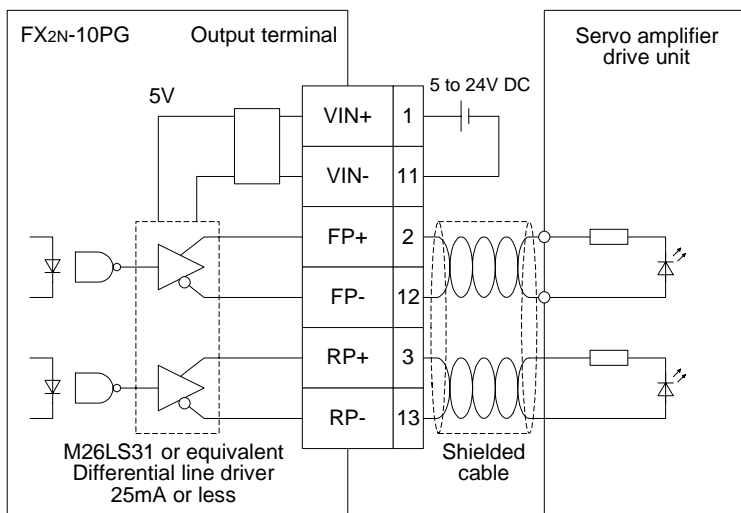 FX2N-10PG
Output terminal
Servo amplifier
drive unit
5V
5 to 24V DC
VIN+ 1
VIN- 11
FP+ 2
FP- 12
RP+ 3
RP- 13
M26LS31 or equivalent
Differential line driver
25mA or less
Shielded
cable